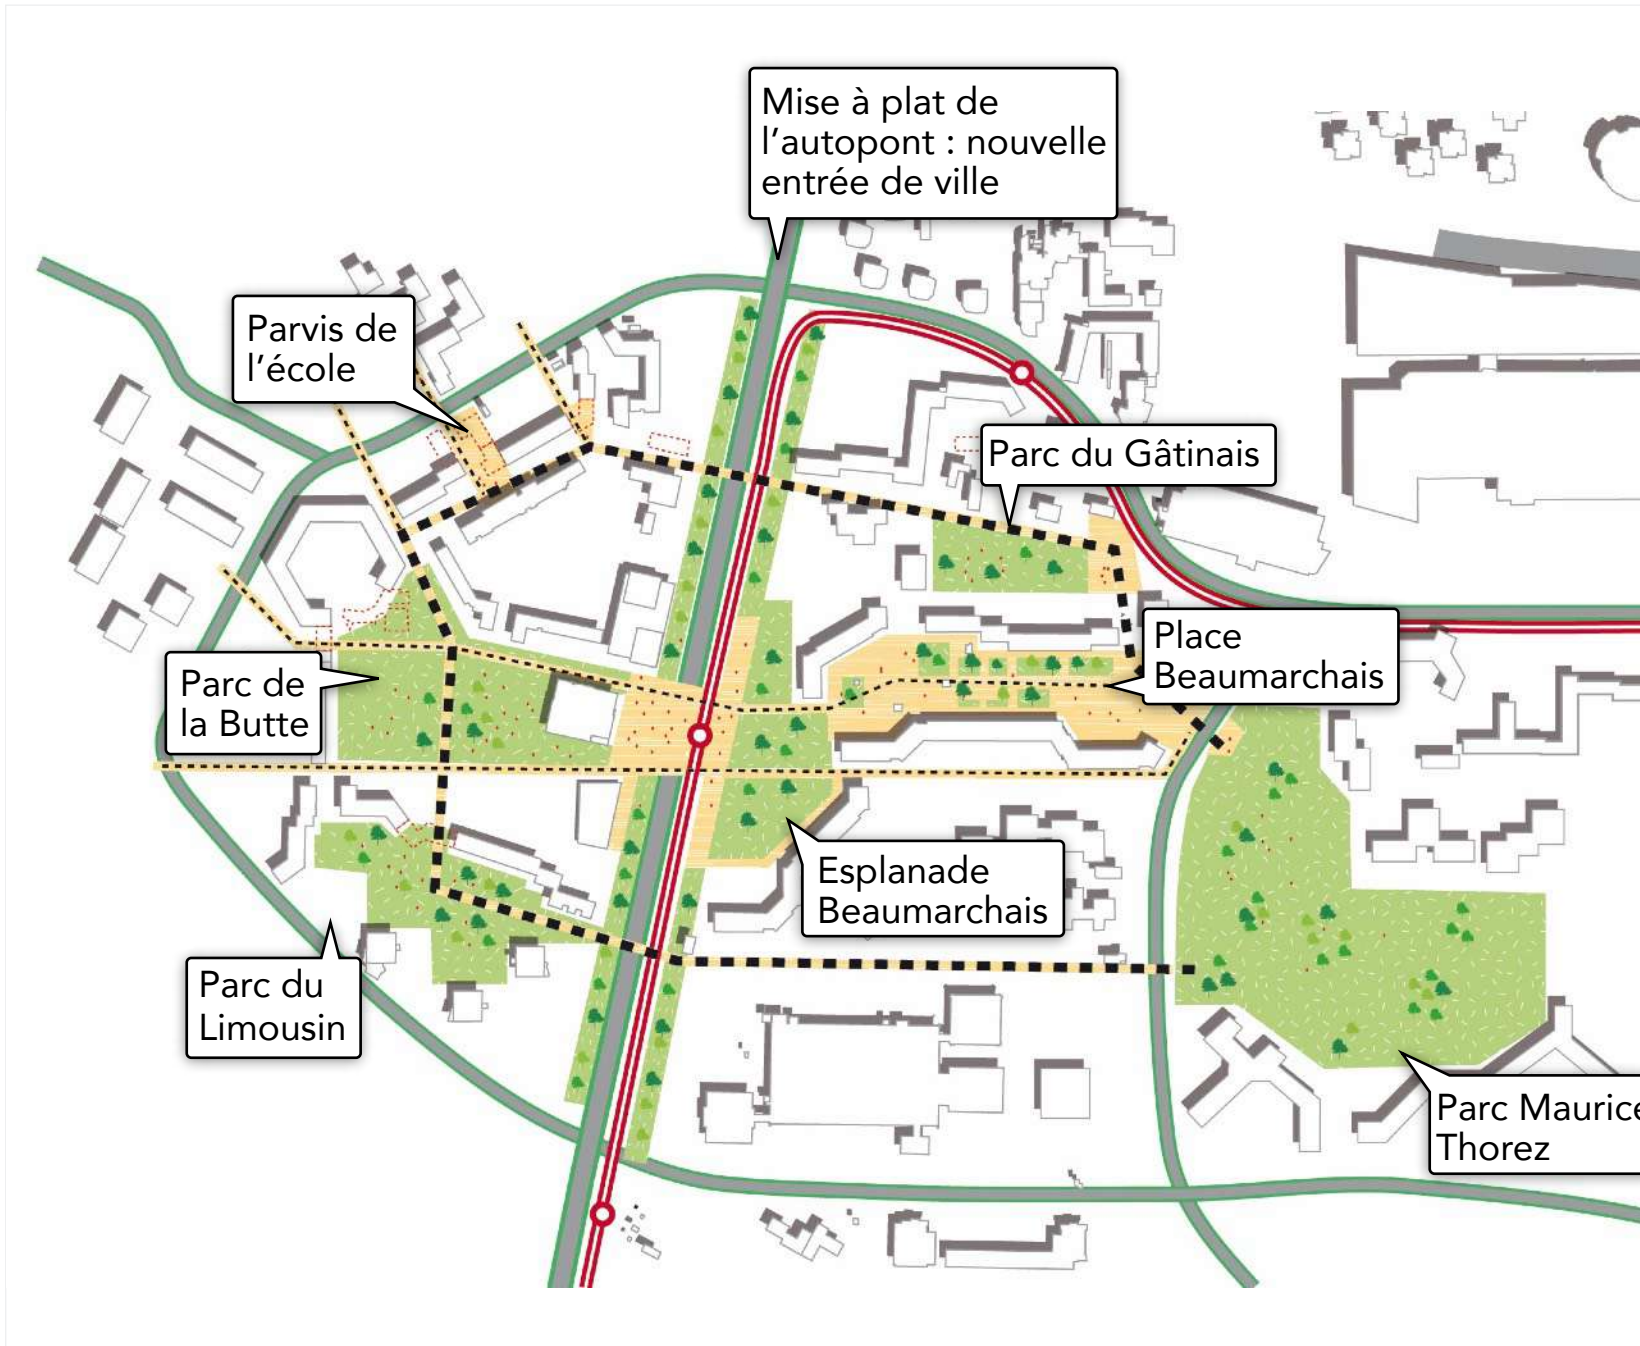 Mise à plat de
l'autopont : nouvelle
entrée de ville
Parvis de
l'école
Parc du Gâtinais
Place
Beaumarchais
Parc de
la Butte
Esplanade
Beaumarchais
Parc du
Limousin
Parc Maurice
Thorez